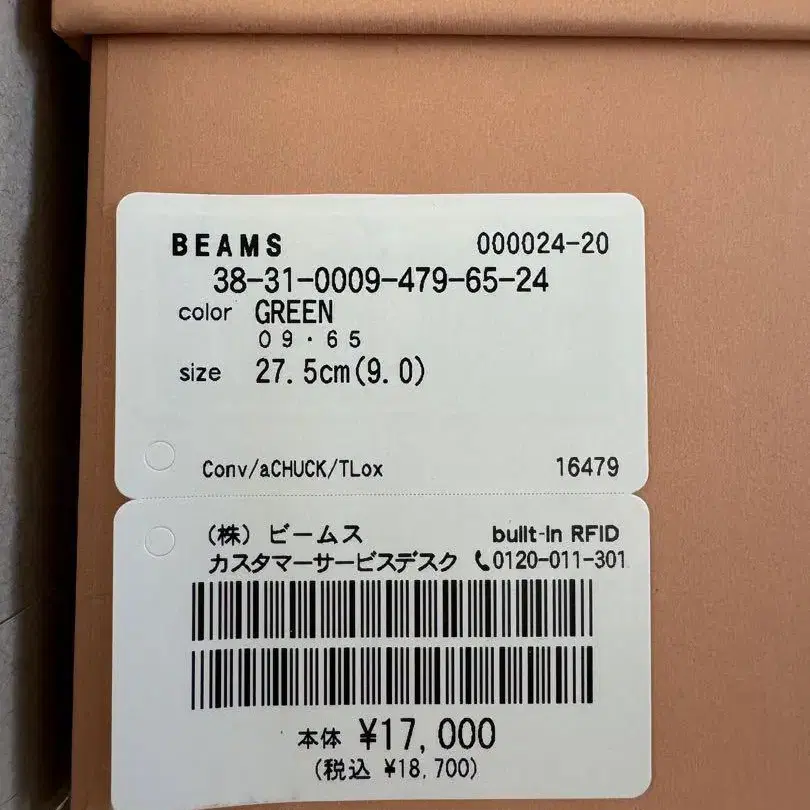 BEAMS 000024-20
38-31-0009-479-65-24
color GREEN
09・65
size 27.5cm(9.0)
Conv/aCHUCK/TLox 16479
(株) ビームス built-in RFID
カスタマーサービスデスク 0120-011-301
本体 ¥17,000
(税込 ¥18,700)